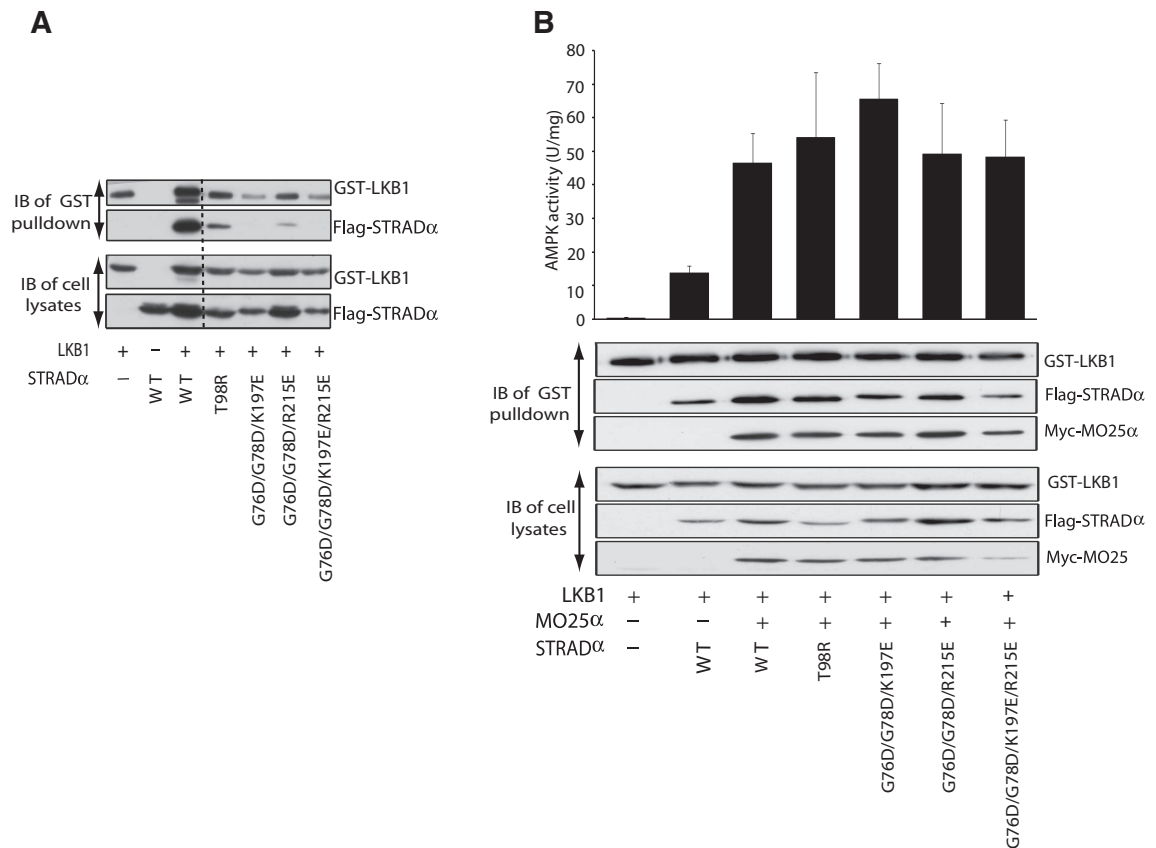 A
IB of GST pulldown
GST-LKB1
Flag-STRADα
IB of cell lysates
GST-LKB1
Flag-STRADα
LKB1 + − + + + + +
STRADα − WT WT T98R G76D/G78D/K197E G76D/G78D/R215E G76D/G78D/K197E/R215E
B
AMPK activity (U/mg)
80
70
60
50
40
30
20
10
0
IB of GST pulldown
GST-LKB1
Flag-STRADα
Myc-MO25α
IB of cell lysates
GST-LKB1
Flag-STRADα
Myc-MO25
LKB1 + + + + + + +
MO25α − − + + + + +
STRADα − WT WT T98R G76D/G78D/K197E G76D/G78D/R215E G76D/G78D/K197E/R215E